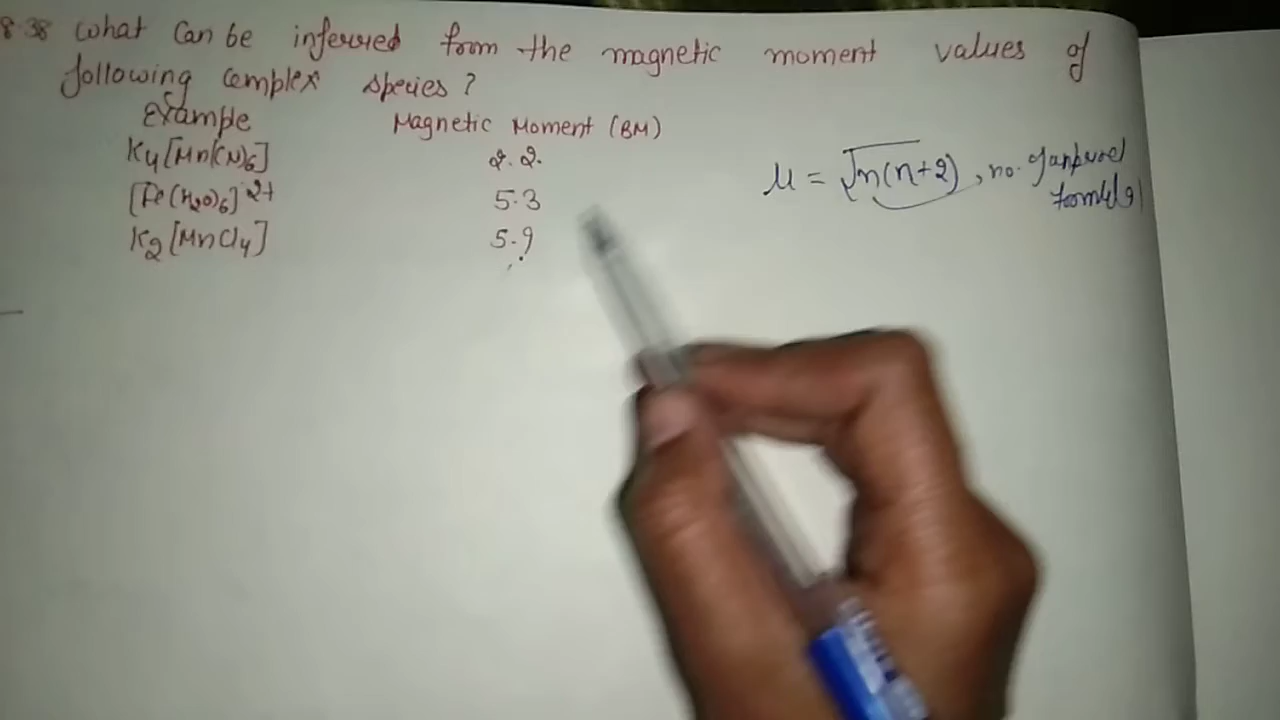 8.38 What Can be inferred from the magnetic moment values of
following complex species ?
Example Magnetic Moment (BM)
K4[Mn(CN)6] 2.2.
[Fe(H2O)6]2+ 5.3
K2[MnCl4] 5.9
μ = √n(n+2) , no. of unpaired